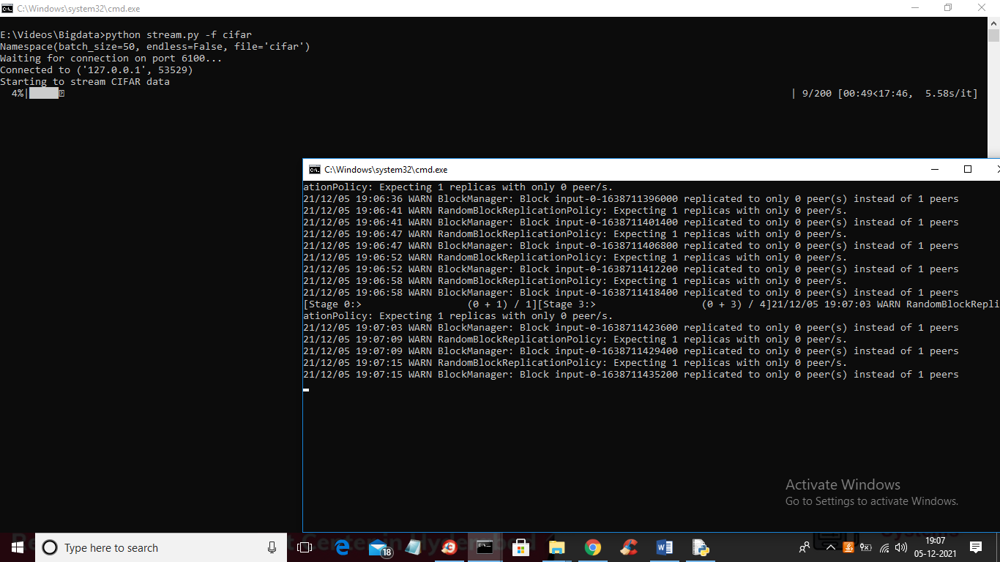 C:\Windows\system32\cmd.exe
E:\Videos\Bigdata>python stream.py -f cifar
Namespace(batch_size=50, endless=False, file='cifar')
Waiting for connection on port 6100...
Connected to ('127.0.0.1', 53529)
Starting to stream CIFAR data
4%| | 9/200 [00:49<17:46, 5.58s/it]
C:\Windows\system32\cmd.exe
ationPolicy: Expecting 1 replicas with only 0 peer/s.
21/12/05 19:06:36 WARN BlockManager: Block input-0-1638711396000 replicated to only 0 peer(s) instead of 1 peers
21/12/05 19:06:41 WARN RandomBlockReplicationPolicy: Expecting 1 replicas with only 0 peer/s.
21/12/05 19:06:41 WARN BlockManager: Block input-0-1638711401400 replicated to only 0 peer(s) instead of 1 peers
21/12/05 19:06:47 WARN RandomBlockReplicationPolicy: Expecting 1 replicas with only 0 peer/s.
21/12/05 19:06:47 WARN BlockManager: Block input-0-1638711406800 replicated to only 0 peer(s) instead of 1 peers
21/12/05 19:06:52 WARN RandomBlockReplicationPolicy: Expecting 1 replicas with only 0 peer/s.
21/12/05 19:06:52 WARN BlockManager: Block input-0-1638711412200 replicated to only 0 peer(s) instead of 1 peers
21/12/05 19:06:58 WARN RandomBlockReplicationPolicy: Expecting 1 replicas with only 0 peer/s.
21/12/05 19:06:58 WARN BlockManager: Block input-0-1638711418400 replicated to only 0 peer(s) instead of 1 peers
[Stage 0:> (0 + 1) / 1][Stage 3:> (0 + 3) / 4]21/12/05 19:07:03 WARN RandomBlockRepli
ationPolicy: Expecting 1 replicas with only 0 peer/s.
21/12/05 19:07:03 WARN BlockManager: Block input-0-1638711423600 replicated to only 0 peer(s) instead of 1 peers
21/12/05 19:07:09 WARN RandomBlockReplicationPolicy: Expecting 1 replicas with only 0 peer/s.
21/12/05 19:07:09 WARN BlockManager: Block input-0-1638711429400 replicated to only 0 peer(s) instead of 1 peers
21/12/05 19:07:15 WARN RandomBlockReplicationPolicy: Expecting 1 replicas with only 0 peer/s.
21/12/05 19:07:15 WARN BlockManager: Block input-0-1638711435200 replicated to only 0 peer(s) instead of 1 peers
Activate Windows
Go to Settings to activate Windows.
Type here to search
18
19:07
05-12-2021